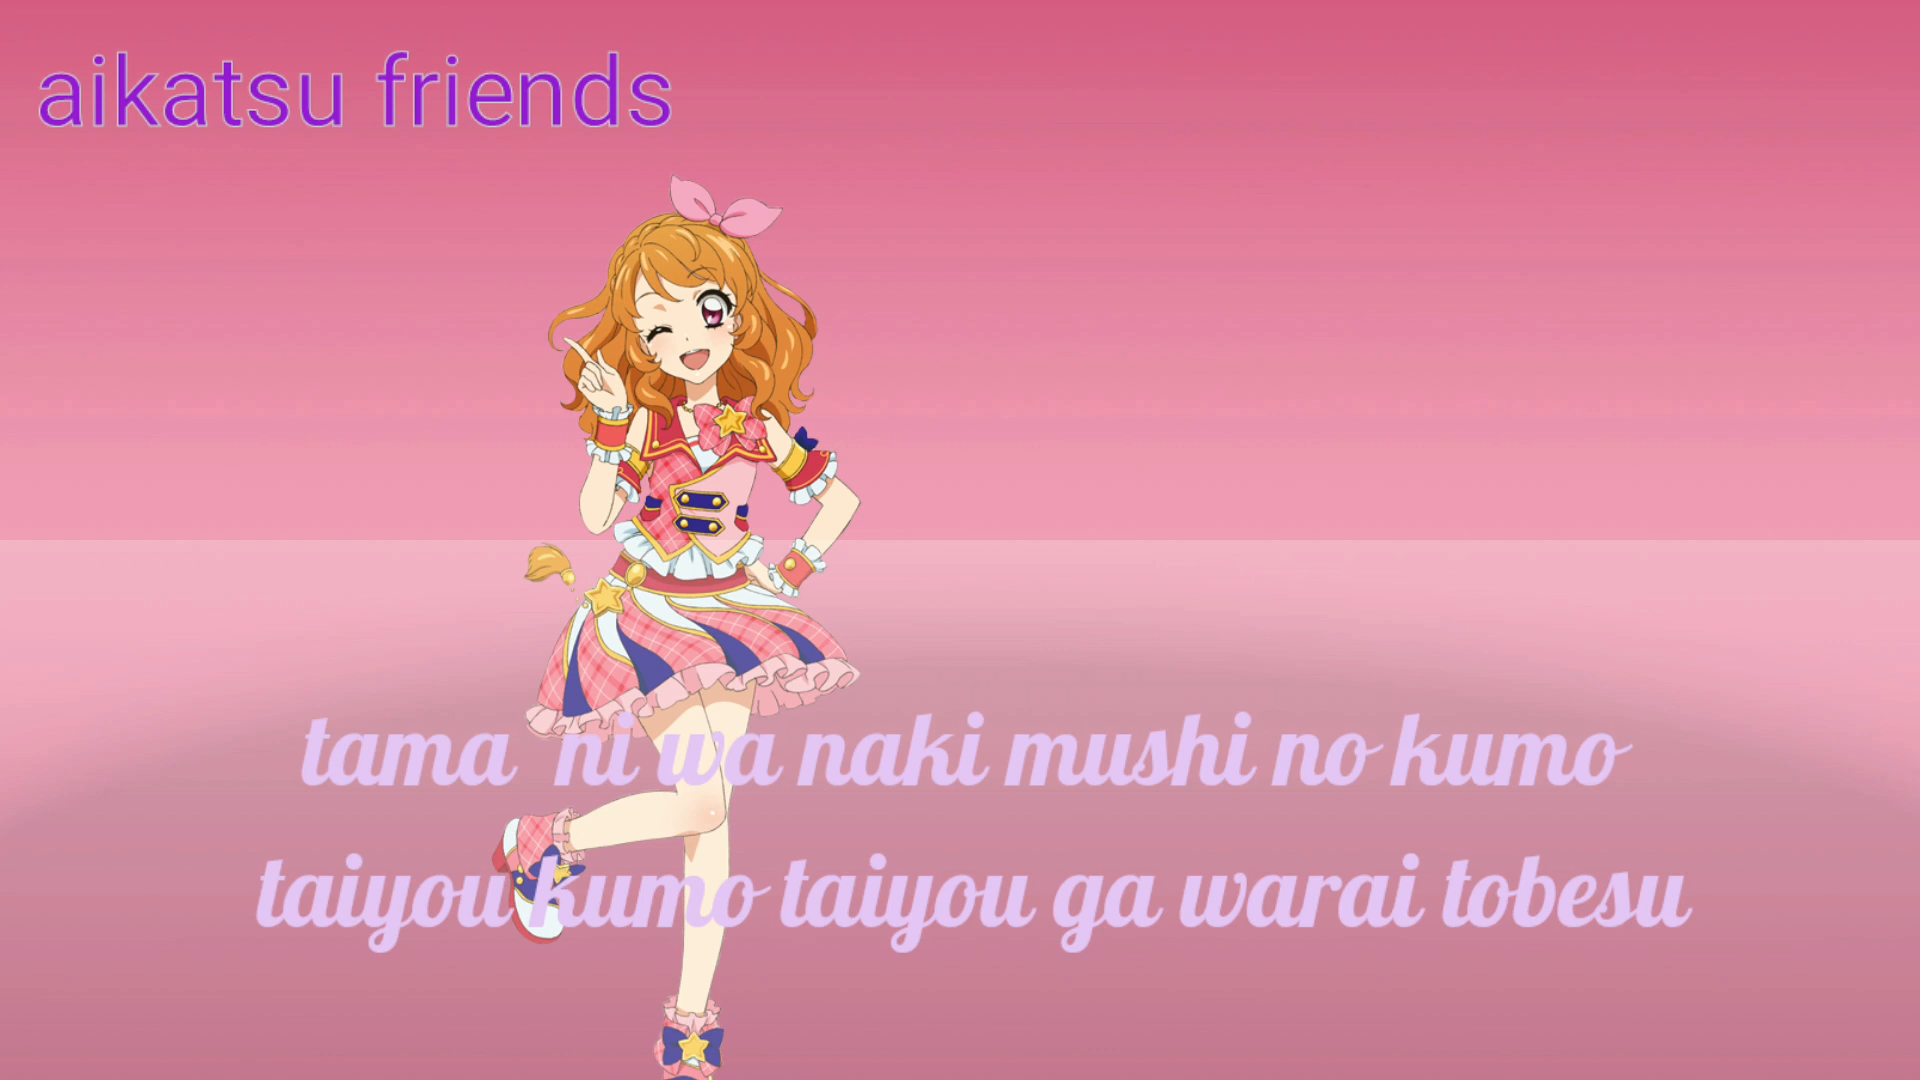 aikatsu friends
tama ni wa naki mushi no kumo
taiyou kumo taiyou ga warai tobesu